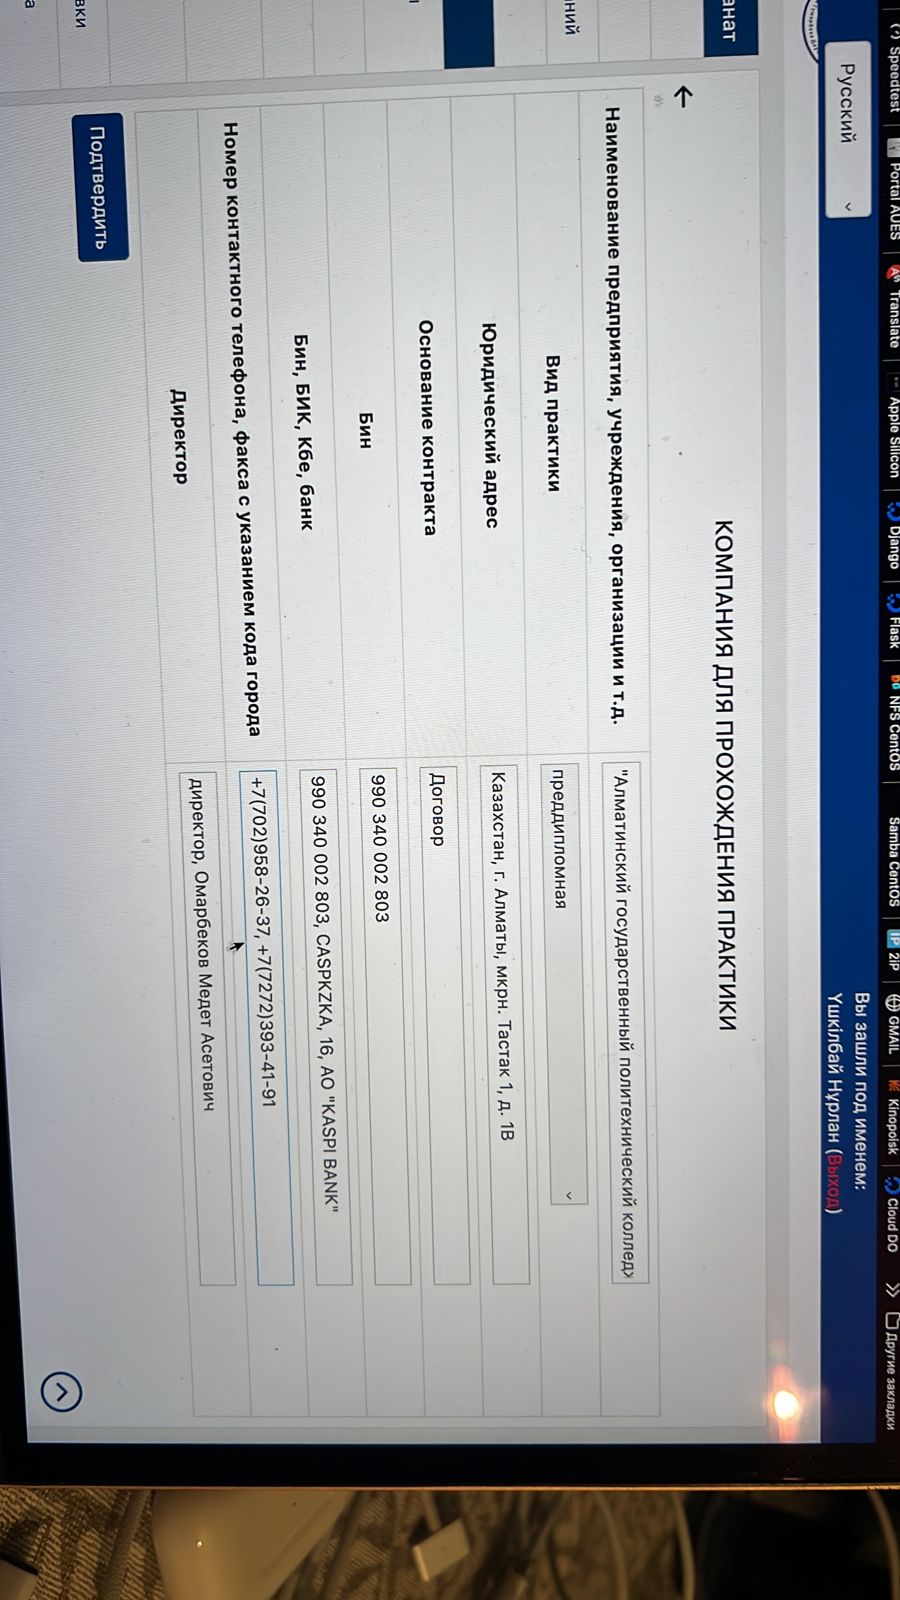 Speedtest Portal AUES Translate Apple Silicon Django Flask NFS CentOS Samba CentOS 2iP GMAIL Kinopoisk Cloud DO Другие закладки
Русский
Вы зашли под именем:
Үшкілбай Нұрлан (Выход)
анат
КОМПАНИЯ ДЛЯ ПРОХОЖДЕНИЯ ПРАКТИКИ
Наименование предприятия, учреждения, организации и т.д. "Алматинский государственный политехнический коллед
ний
Вид практики преддипломная
Юридический адрес Казахстан, г. Алматы, мкрн. Тастак 1, д. 1В
Основание контракта Договор
Бин 990 340 002 803
Бин, БИК, Кбе, банк 990 340 002 803, CASPKZKA, 16, АО "KASPI BANK"
Номер контактного телефона, факса с указанием кода города +7(702)958-26-37, +7(7272)393-41-91
Директор директор, Омарбеков Медет Асетович
Подтвердить
вки
а